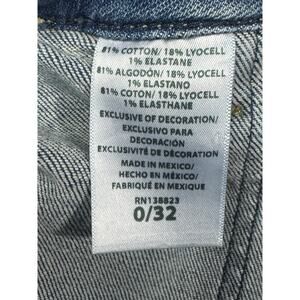 81% COTTON/ 18% LYOCELL
1% ELASTANE
81% ALGODÓN/ 18% LYOCELL
1% ELASTANO
81% COTON/ 18% LYOCELL
1% ELASTHANE
EXCLUSIVE OF DECORATION/
EXCLUSIVO PARA
DECORACIÓN
EXCLUSIVITÉ DE DÉCORATION
MADE IN MEXICO/
HECHO EN MÉXICO/
FABRIQUÉ EN MEXIQUE
RN138823
0/32